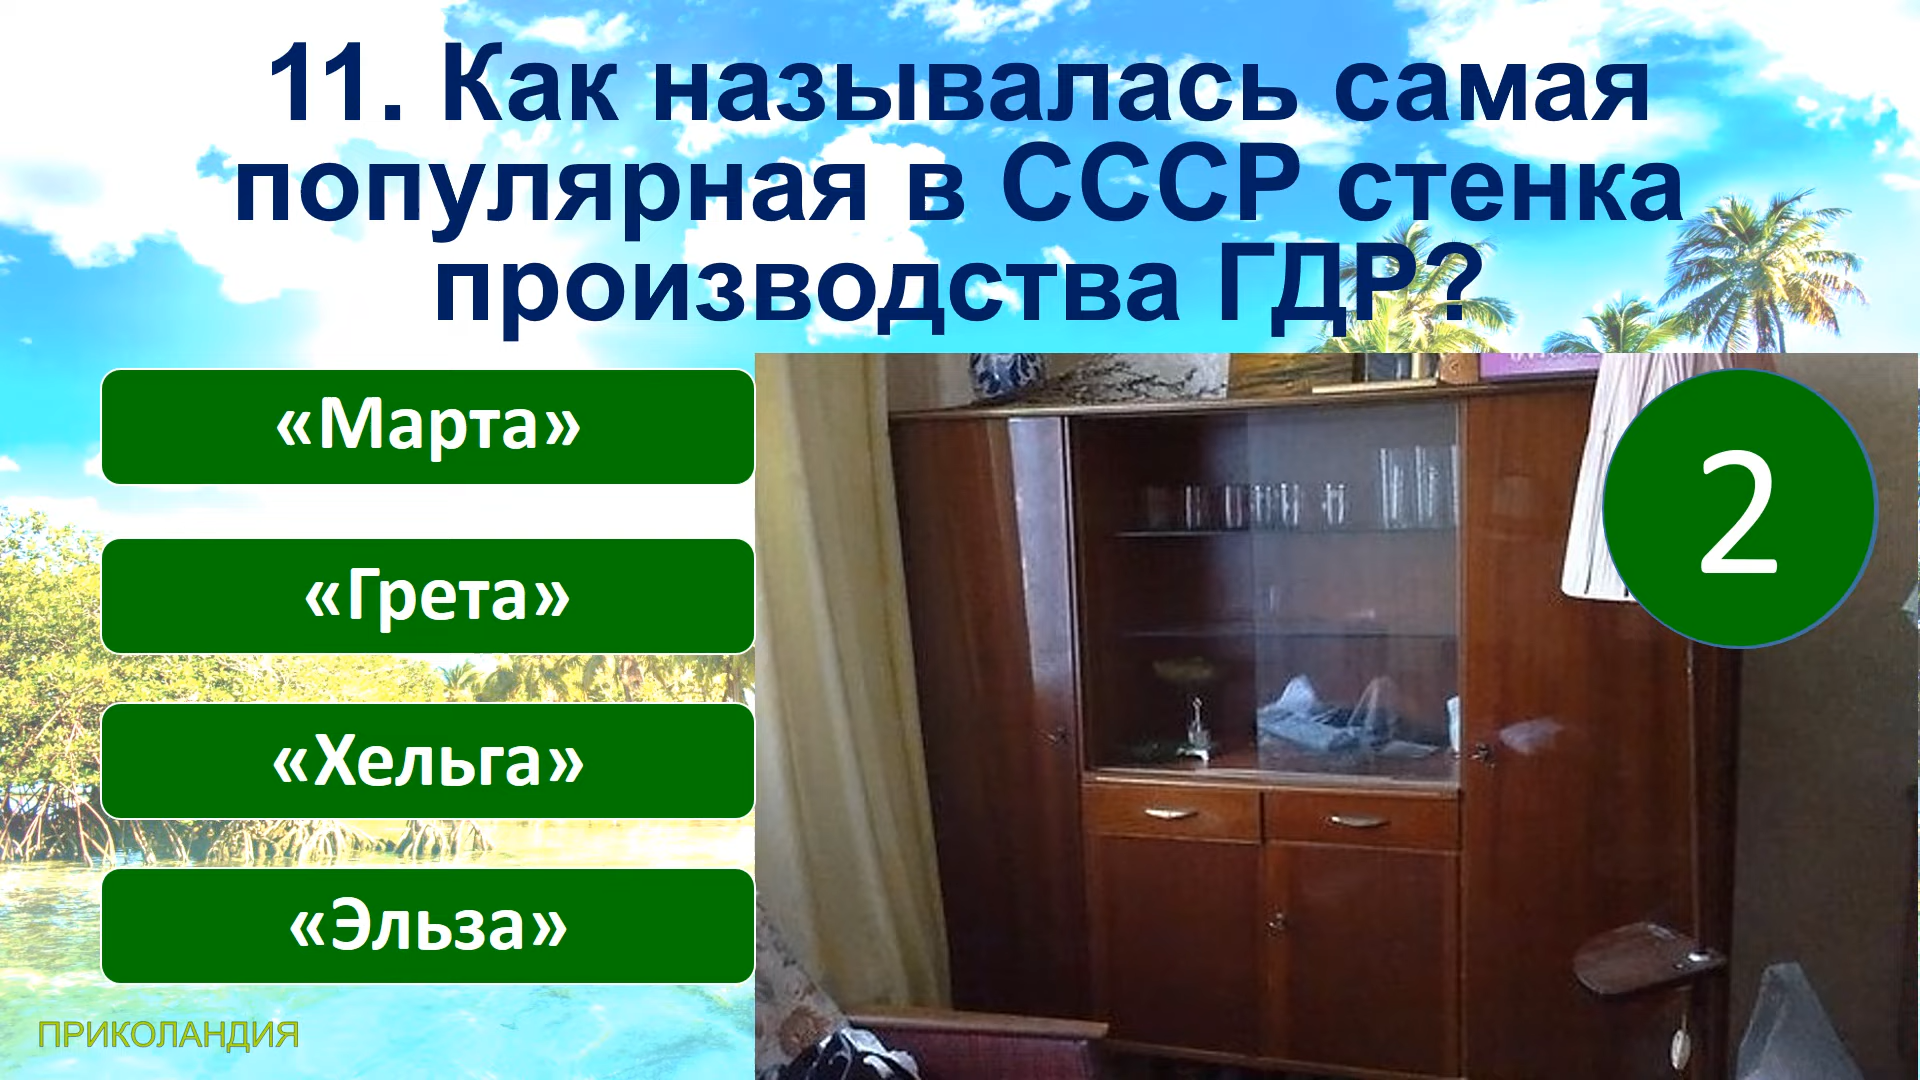 11. Как называлась самая
популярная в СССР стенка
производства ГДР?
«Марта»
«Грета»
«Хельга»
«Эльза»
2
ПРИКОЛАНДИЯ